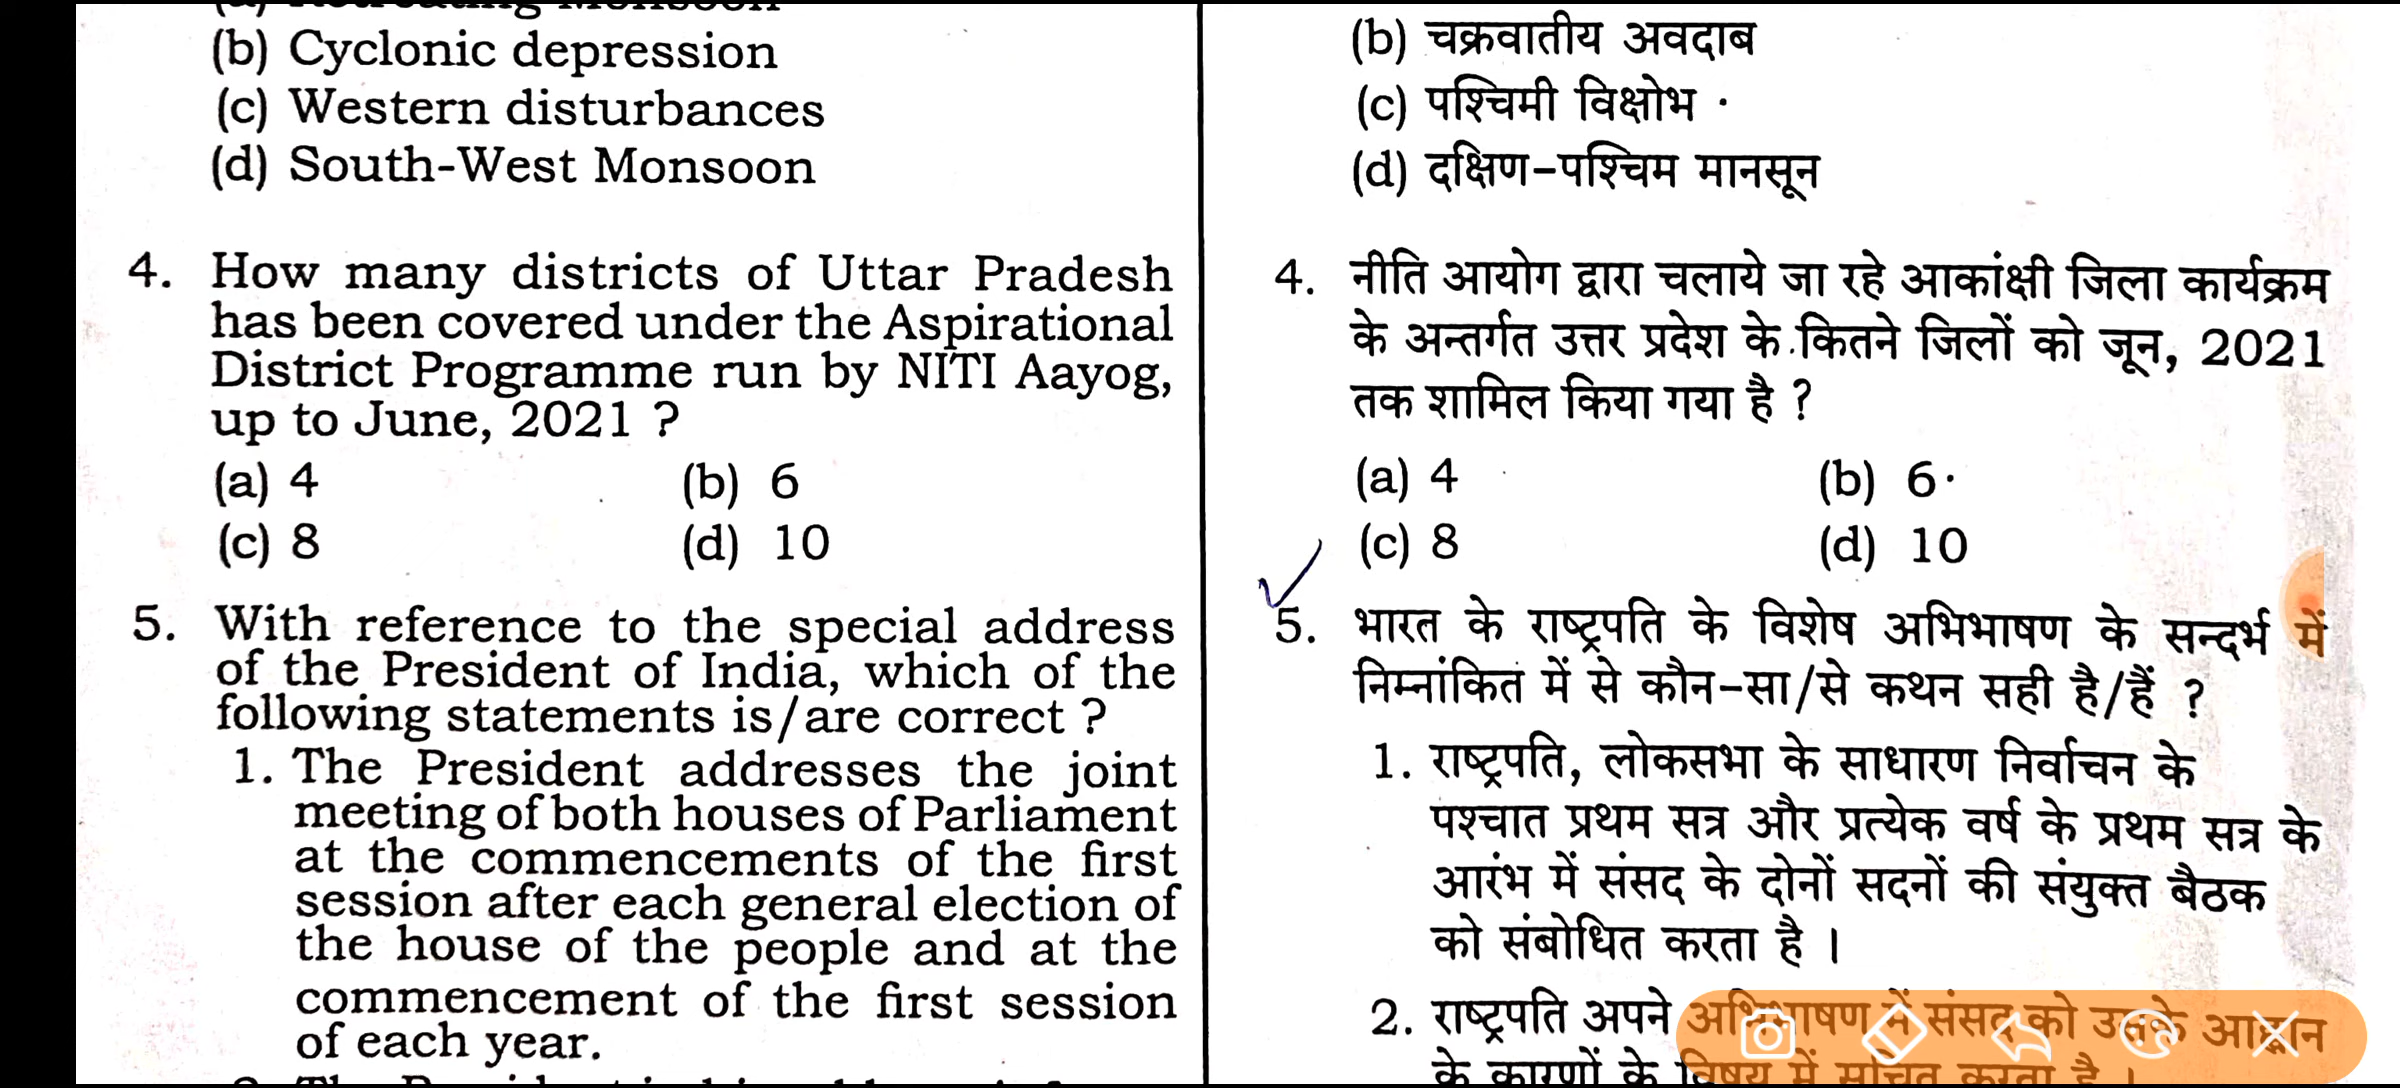 (b) Cyclonic depression
(c) Western disturbances
(d) South-West Monsoon
4. How many districts of Uttar Pradesh
has been covered under the Aspirational
District Programme run by NITI Aayog,
up to June, 2021 ?
(a) 4 (b) 6
(c) 8 (d) 10
5. With reference to the special address
of the President of India, which of the
following statements is/are correct ?
1. The President addresses the joint
meeting of both houses of Parliament
at the commencements of the first
session after each general election of
the house of the people and at the
commencement of the first session
of each year.
(b) चक्रवातीय अवदाब
(c) पश्चिमी विक्षोभ
(d) दक्षिण-पश्चिम मानसून
4. नीति आयोग द्वारा चलाये जा रहे आकांक्षी जिला कार्यक्रम
के अन्तर्गत उत्तर प्रदेश के कितने जिलों को जून, 2021
तक शामिल किया गया है ?
(a) 4 (b) 6
(c) 8 (d) 10
5. भारत के राष्ट्रपति के विशेष अभिभाषण के सन्दर्भ में
निम्नांकित में से कौन-सा/से कथन सही है/हैं ?
1. राष्ट्रपति, लोकसभा के साधारण निर्वाचन के
पश्चात प्रथम सत्र और प्रत्येक वर्ष के प्रथम सत्र के
आरंभ में संसद के दोनों सदनों की संयुक्त बैठक
को संबोधित करता है ।
2. राष्ट्रपति अपने अभिभाषण में संसद को उसके आह्वान
के कारणों के विषय में सूचित करता है ।